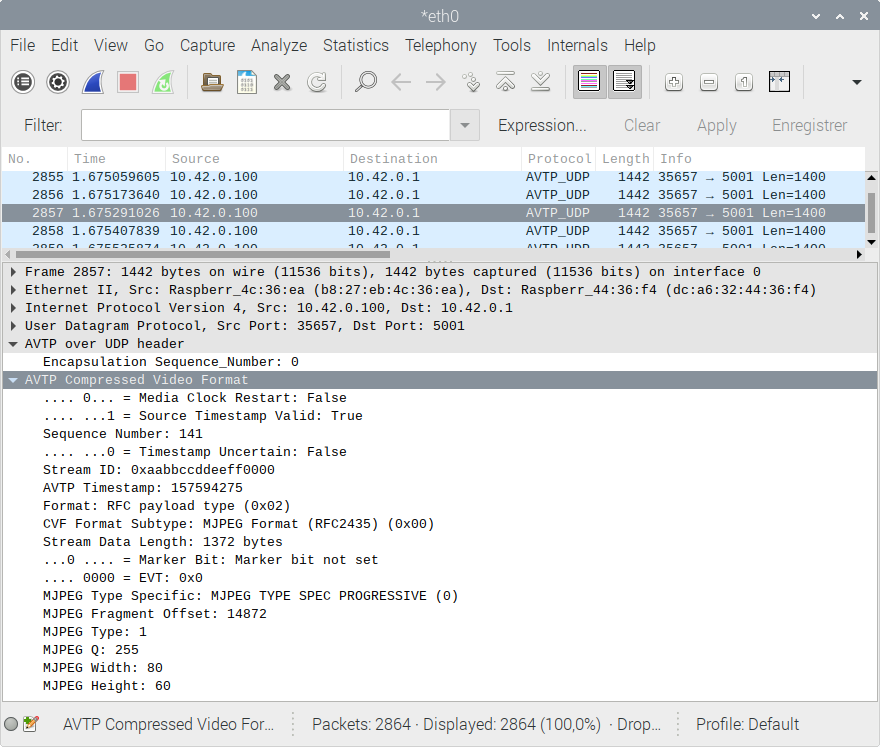 *eth0
File Edit View Go Capture Analyze Statistics Telephony Tools Internals Help
Filter: Expression... Clear Apply Enregistrer
No. Time Source Destination Protocol Length Info
2855 1.675059605 10.42.0.100 10.42.0.1 AVTP_UDP 1442 35657 → 5001 Len=1400
2856 1.675173640 10.42.0.100 10.42.0.1 AVTP_UDP 1442 35657 → 5001 Len=1400
2857 1.675291026 10.42.0.100 10.42.0.1 AVTP_UDP 1442 35657 → 5001 Len=1400
2858 1.675407839 10.42.0.100 10.42.0.1 AVTP_UDP 1442 35657 → 5001 Len=1400
Frame 2857: 1442 bytes on wire (11536 bits), 1442 bytes captured (11536 bits) on interface 0
Ethernet II, Src: Raspberr_4c:36:ea (b8:27:eb:4c:36:ea), Dst: Raspberr_44:36:f4 (dc:a6:32:44:36:f4)
Internet Protocol Version 4, Src: 10.42.0.100, Dst: 10.42.0.1
User Datagram Protocol, Src Port: 35657, Dst Port: 5001
AVTP over UDP header
Encapsulation Sequence_Number: 0
AVTP Compressed Video Format
.... 0... = Media Clock Restart: False
.... ...1 = Source Timestamp Valid: True
Sequence Number: 141
.... ...0 = Timestamp Uncertain: False
Stream ID: 0xaabbccddeeff0000
AVTP Timestamp: 157594275
Format: RFC payload type (0x02)
CVF Format Subtype: MJPEG Format (RFC2435) (0x00)
Stream Data Length: 1372 bytes
...0 .... = Marker Bit: Marker bit not set
.... 0000 = EVT: 0x0
MJPEG Type Specific: MJPEG TYPE SPEC PROGRESSIVE (0)
MJPEG Fragment Offset: 14872
MJPEG Type: 1
MJPEG Q: 255
MJPEG Width: 80
MJPEG Height: 60
AVTP Compressed Video For... Packets: 2864 · Displayed: 2864 (100,0%) · Drop... Profile: Default